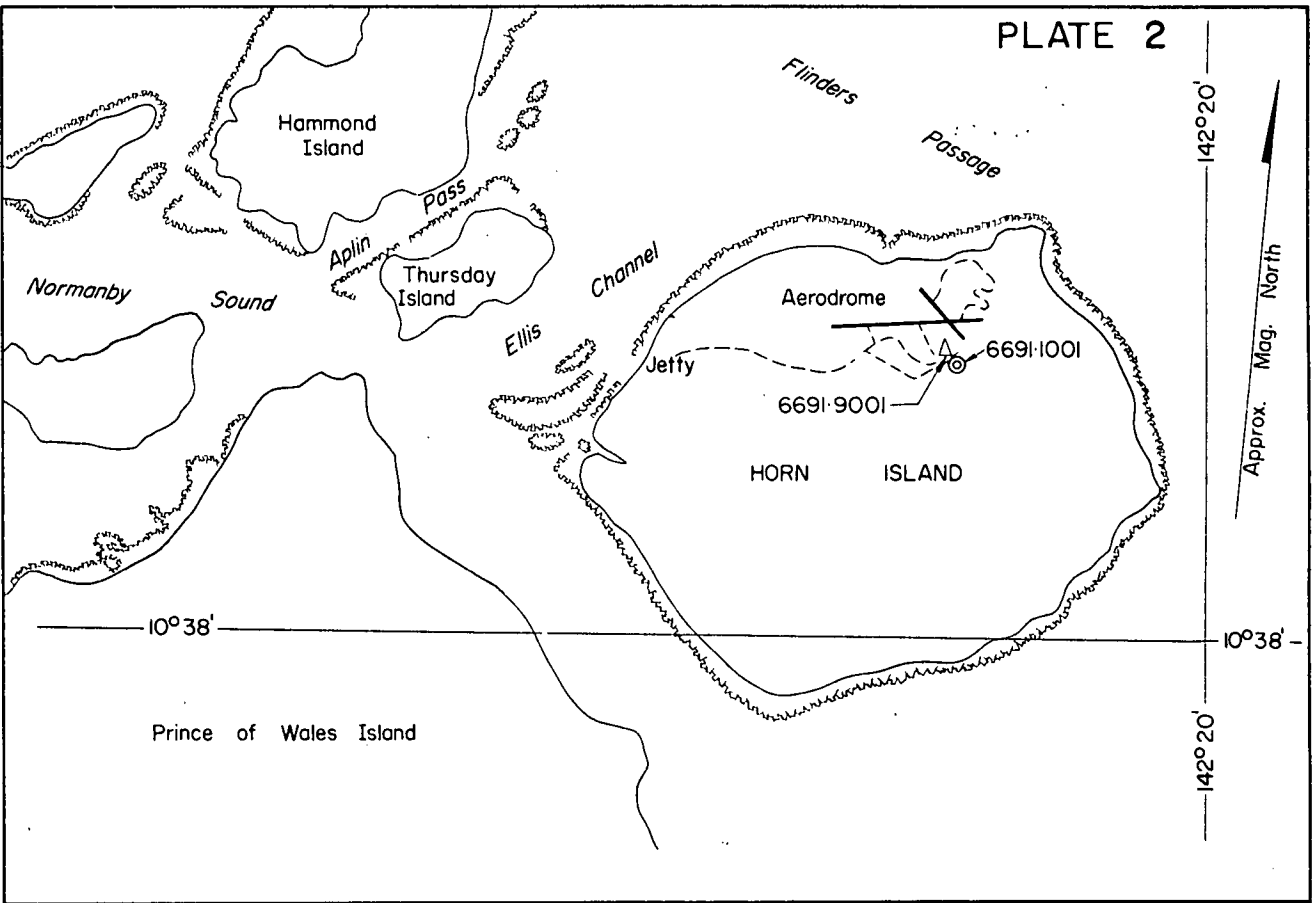 PLATE 2
Flinders
Passage
142°20'
Hammond
Island
Aplin Pass
Normanby Sound
Thursday
Island
Ellis Channel
Aerodrome
Jetty
6691·1001
6691·9001
HORN ISLAND
Approx. Mag. North
10°38'
10°38'
Prince of Wales Island
142°20'